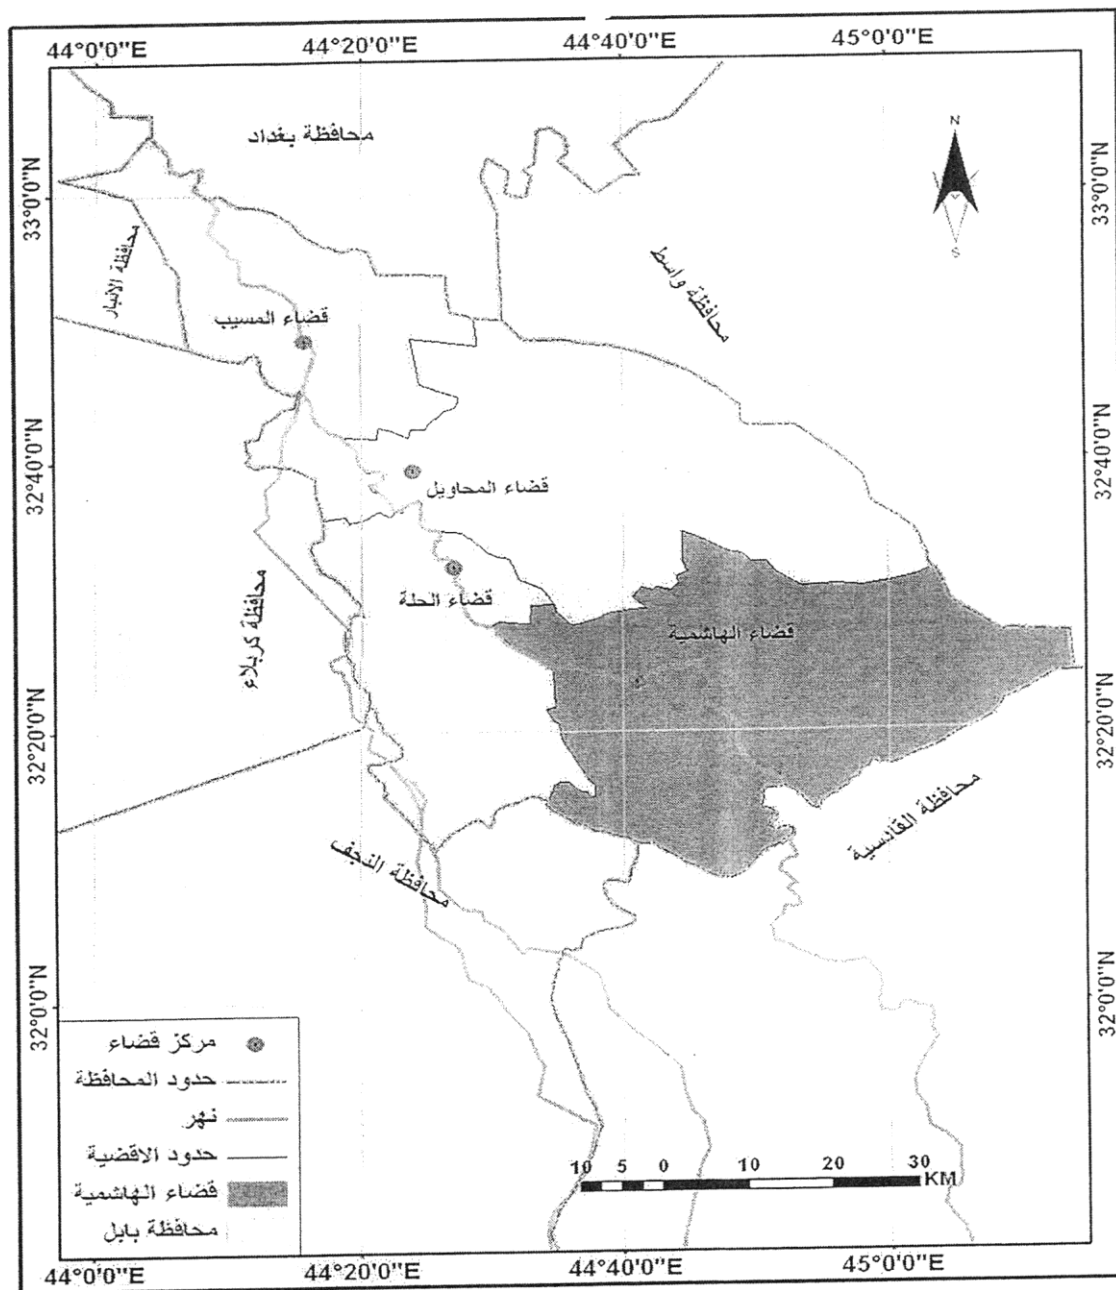 44°0'0"E 44°20'0"E 44°40'0"E 45°0'0"E
محافظة بغداد
N
S
33°0'0"N
33°0'0"N
محافظة الانبار
محافظة واسط
قضاء المسيب
32°40'0"N
32°40'0"N
قضاء المحاويل
محافظة كربلاء
قضاء الحلة
قضاء الهاشمية
32°20'0"N
32°20'0"N
محافظة النجف
محافظة القادسية
32°0'0"N
32°0'0"N
مركز قضاء
حدود المحافظة
نهر
حدود الاقضية
قضاء الهاشمية
محافظة بابل
10 5 0 10 20 30
KM
44°0'0"E 44°20'0"E 44°40'0"E 45°0'0"E